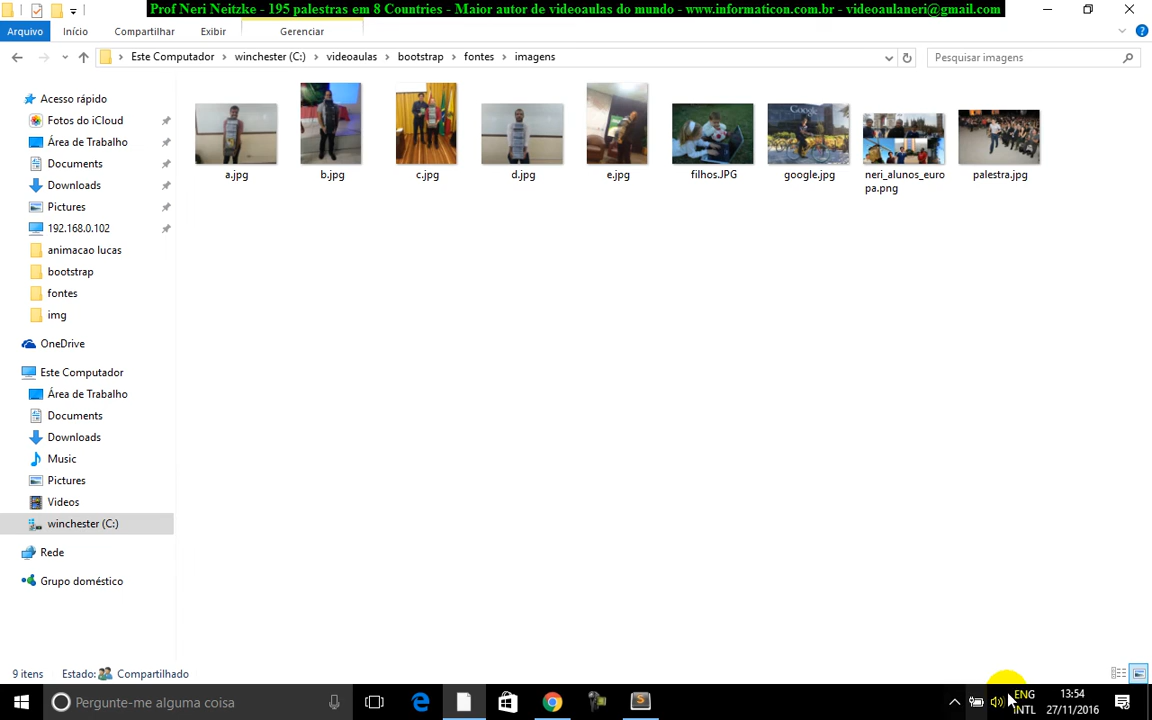 Prof Neri Neitzke - 195 palestras em 8 Countries - Maior autor de videoaulas do mundo - www.informaticon.com.br - videoaulaneri@gmail.com
Arquivo Início Compartilhar Exibir Gerenciar
Este Computador winchester (C:) videoaulas bootstrap fontes imagens
Pesquisar imagens
Acesso rápido
Fotos do iCloud
Área de Trabalho
Documents
Downloads
Pictures
192.168.0.102
animacao lucas
bootstrap
fontes
img
OneDrive
Este Computador
Área de Trabalho
Documents
Downloads
Music
Pictures
Videos
winchester (C:)
Rede
Grupo doméstico
Google
a.jpg b.jpg c.jpg d.jpg e.jpg filhos.JPG google.jpg neri_alunos_euro palestra.jpg
pa.png
9 itens Estado: Compartilhado
Pergunte-me alguma coisa
ENG 13:54
INTL 27/11/2016